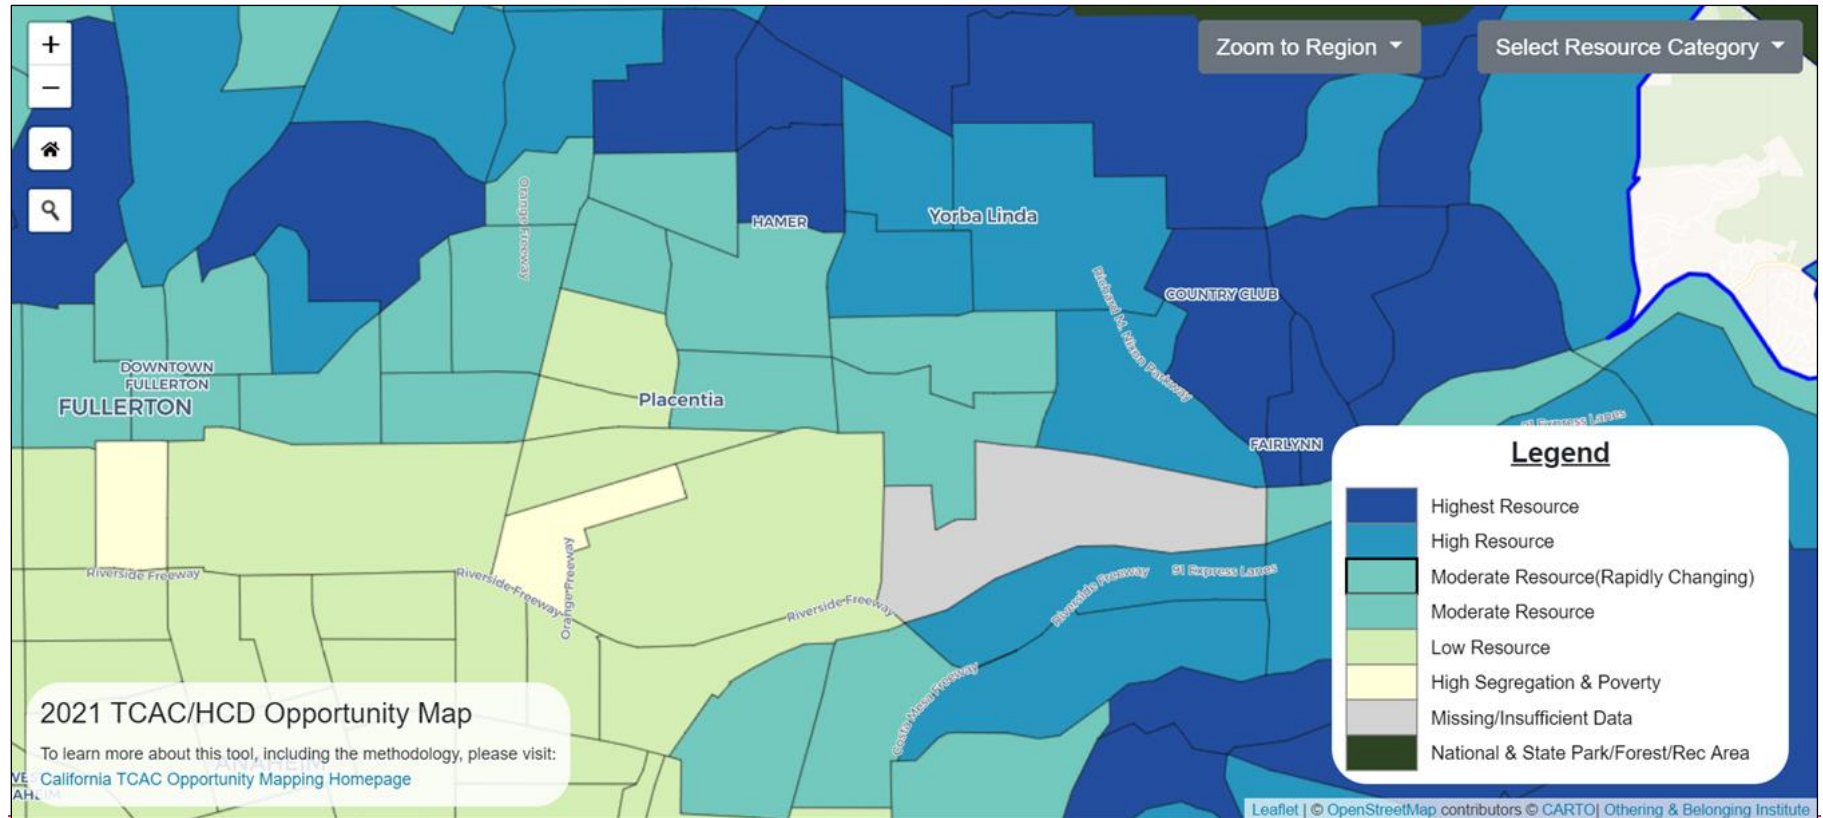 +
Zoom to Region
Select Resource Category
−
Orange Freeway
HAMER
Yorba Linda
Richard M. Nixon Parkway
COUNTRY CLUB
DOWNTOWN
FULLERTON
FULLERTON
Placentia
91 Express Lanes
FAIRLYNN
Legend
Highest Resource
High Resource
Moderate Resource(Rapidly Changing)
Moderate Resource
Low Resource
High Segregation & Poverty
Missing/Insufficient Data
National & State Park/Forest/Rec Area
Riverside Freeway
Riverside Freeway
Orange Freeway
Riverside Freeway
Riverside Freeway
91 Express Lanes
Costa Mesa Freeway
2021 TCAC/HCD Opportunity Map
To learn more about this tool, including the methodology, please visit:
ANAHEIM
California TCAC Opportunity Mapping Homepage
Leaflet | © OpenStreetMap contributors © CARTO| Othering & Belonging Institute